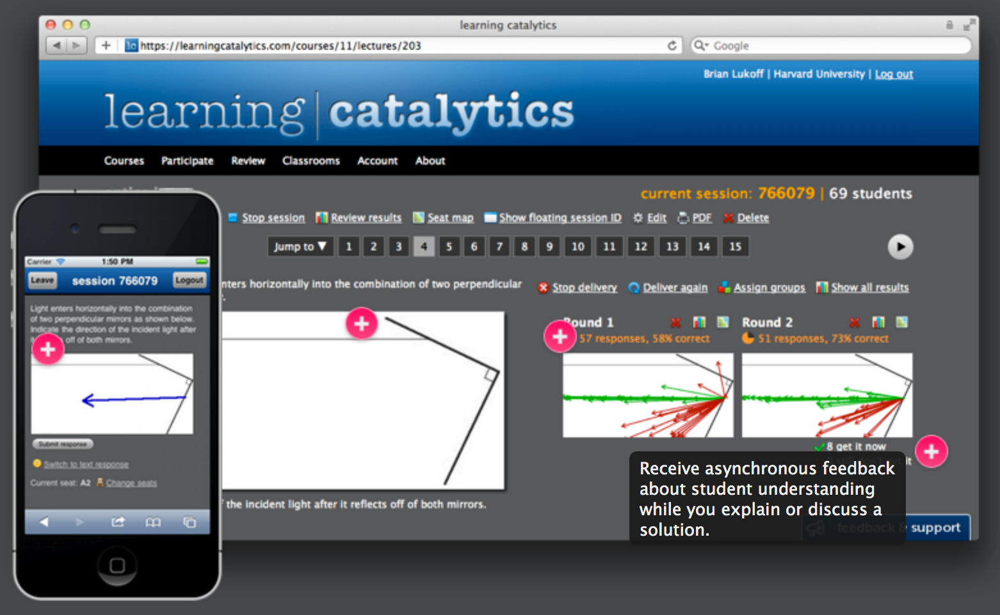 learning catalytics
https://learningcatalytics.com/courses/11/lectures/203
Google
Brian Lukoff | Harvard University | Log out
learning | catalytics
Courses Participate Review Classrooms Account About
current session: 766079 | 69 students
Stop session Review results Seat map Show floating session ID Edit PDF Delete
Jump to ▼ 1 2 3 4 5 6 7 8 9 10 11 12 13 14 15
nters horizontally into the combination of two perpendicular
Stop delivery Deliver again Assign groups Show all results
Round 1
57 responses, 58% correct
Round 2
51 responses, 73% correct
8 get it now
it
the incident light after it reflects off of both mirrors.
Receive asynchronous feedback
about student understanding
while you explain or discuss a
solution.
feedback & support
Carrier 1:50 PM
Leave session 766079 Logout
Light enters horizontally into the combination
of two perpendicular mirrors as shown below.
Indicate the direction of the incident light after
off of both mirrors.
Submit response
Switch to text response
Current seat: A2 Change seats